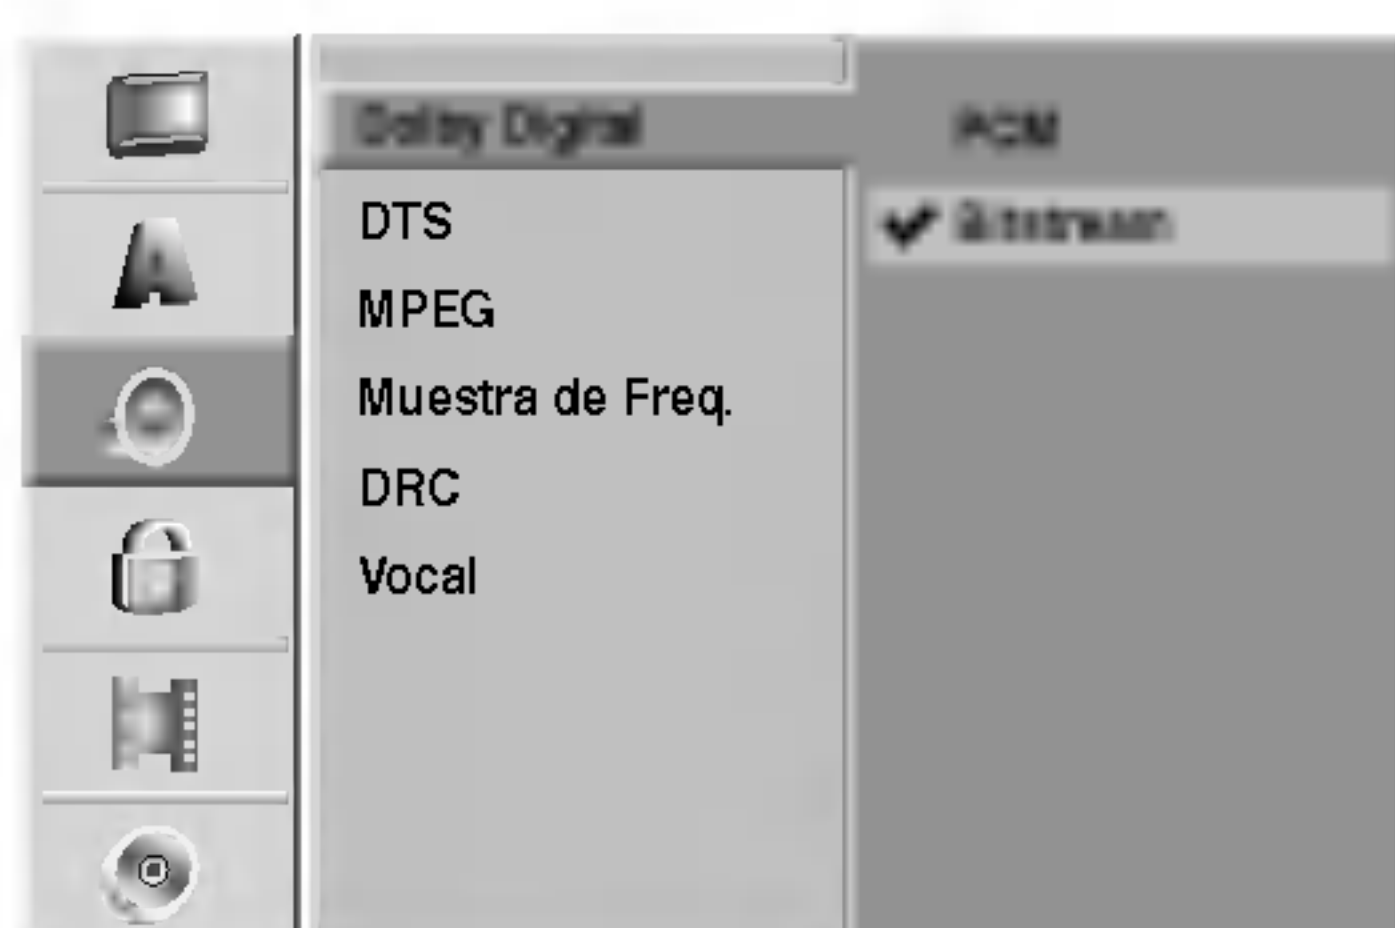 Dolby Digital
PCM
DTS
Bitstream
MPEG
Muestra de Freq.
DRC
Vocal